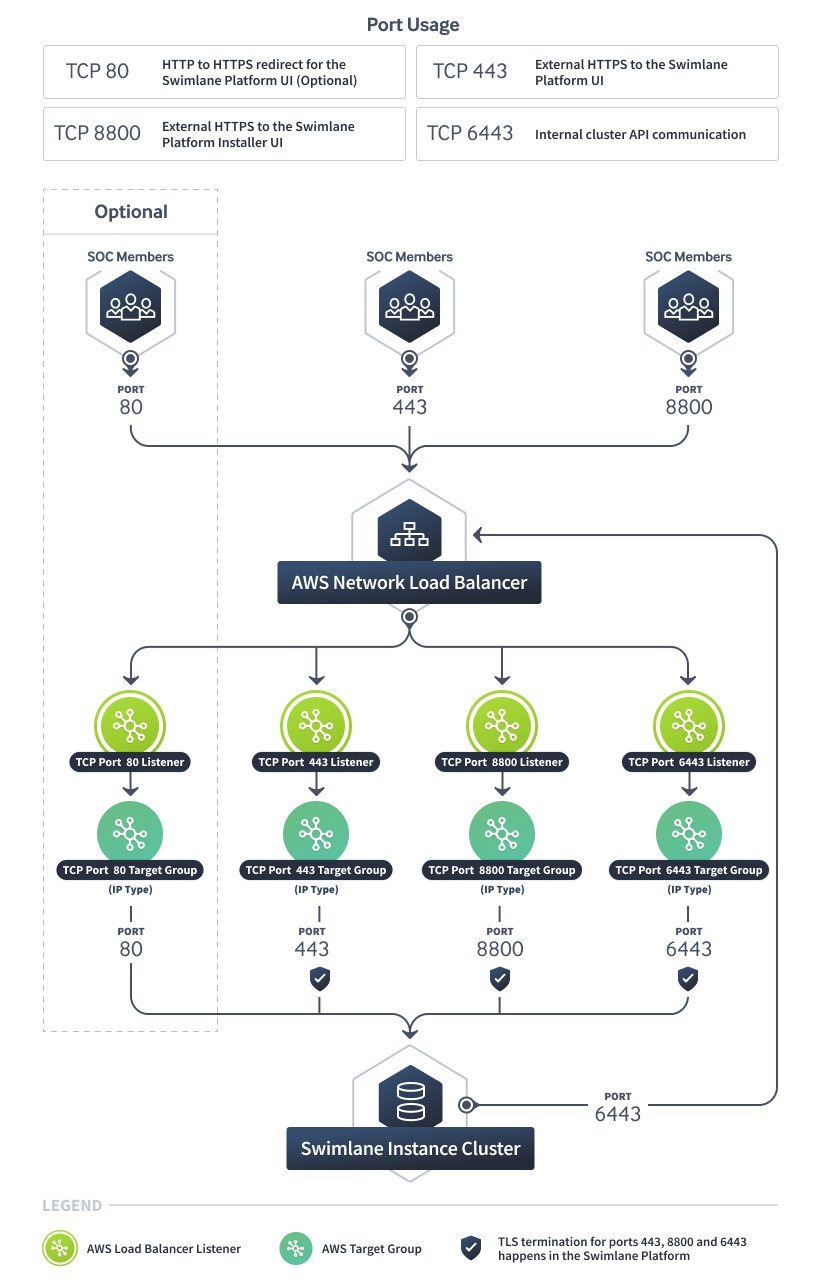 Port Usage
TCP 80
HTTP to HTTPS redirect for the
Swimlane Platform UI (Optional)
TCP 443
External HTTPS to the Swimlane
Platform UI
TCP 8800
External HTTPS to the Swimlane
Platform Installer UI
TCP 6443
Internal cluster API communication
Optional
SOC Members
SOC Members
SOC Members
PORT
80
PORT
443
PORT
8800
AWS Network Load Balancer
TCP Port 80 Listener
TCP Port 443 Listener
TCP Port 8800 Listener
TCP Port 6443 Listener
TCP Port 80 Target Group
(IP Type)
TCP Port 443 Target Group
(IP Type)
TCP Port 8800 Target Group
(IP Type)
TCP Port 6443 Target Group
(IP Type)
PORT
80
PORT
443
PORT
8800
PORT
6443
PORT
6443
Swimlane Instance Cluster
LEGEND
AWS Load Balancer Listener
AWS Target Group
TLS termination for ports 443, 8800 and 6443
happens in the Swimlane Platform